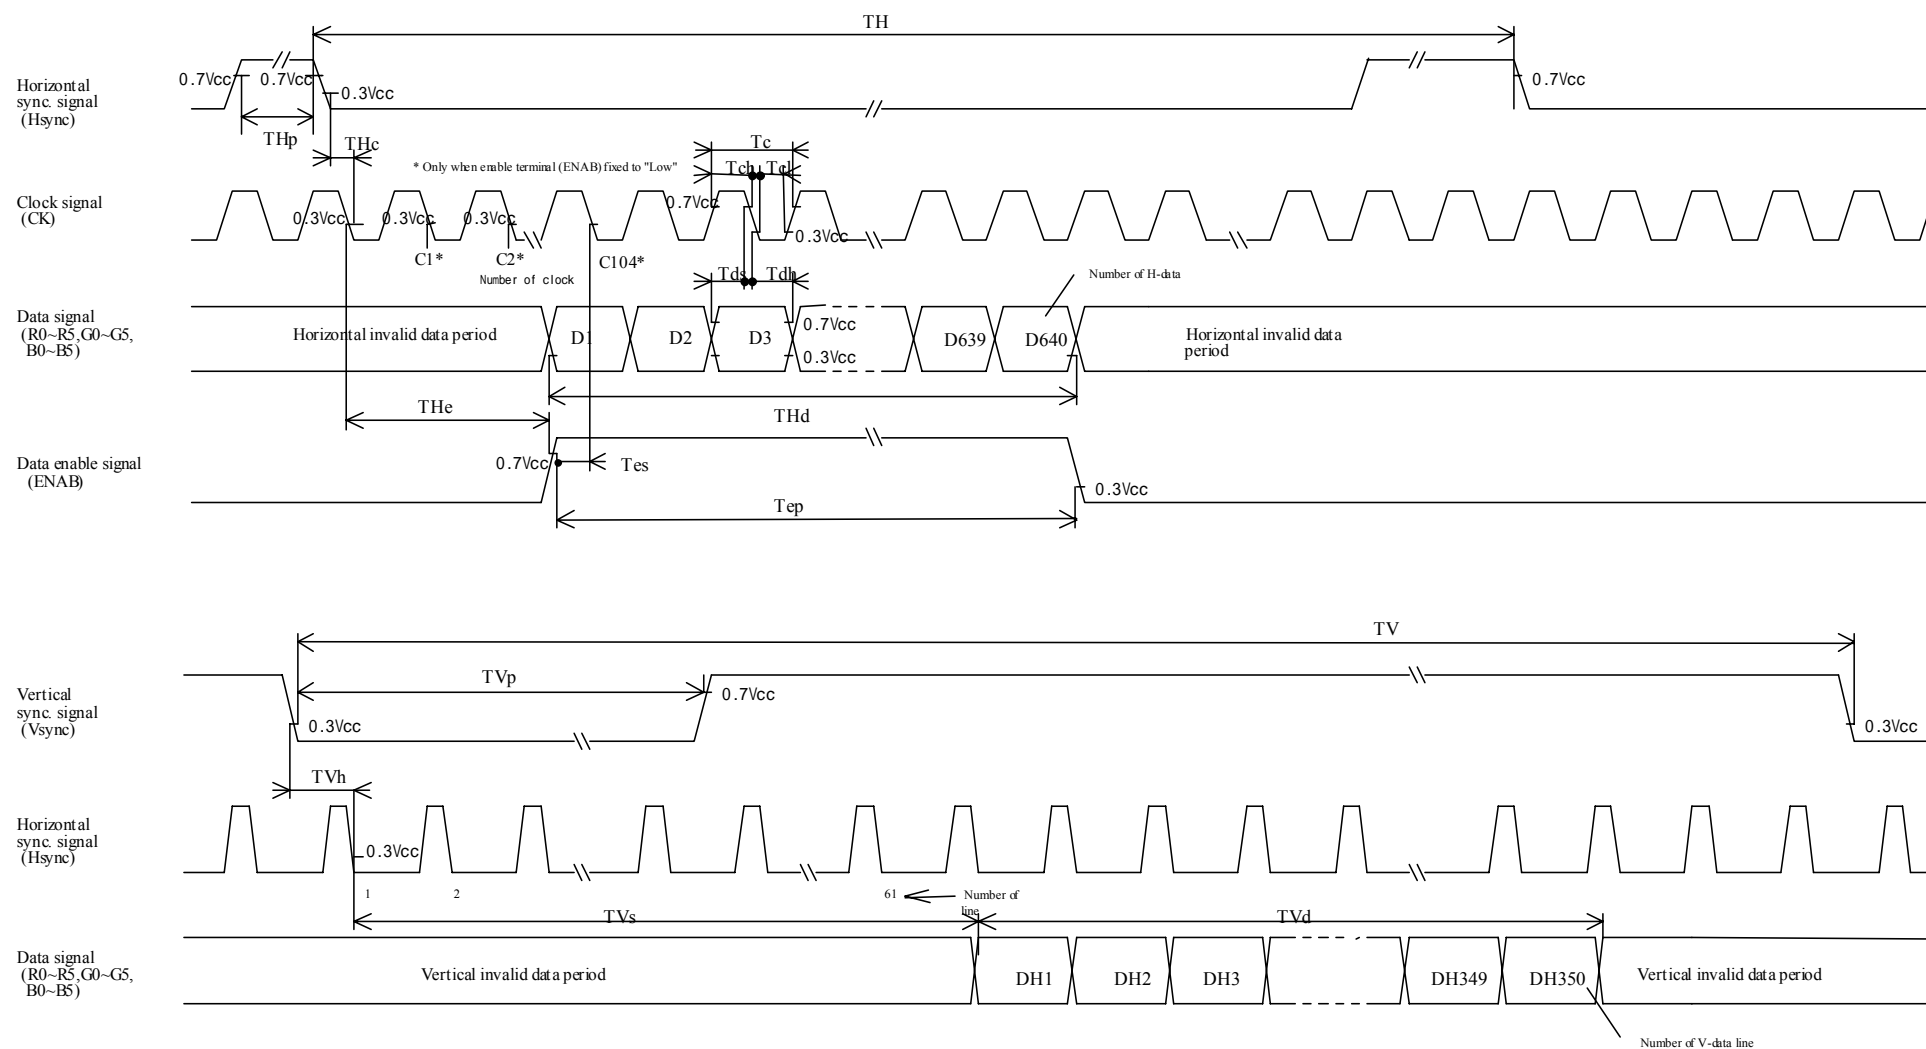 TH
Horizontal
sync. signal
(Hsync)
0.7Vcc
0.7Vcc
0.3Vcc
0.7Vcc
THp
THc
* Only when enable terminal (ENAB) fixed to "Low"
Tc
Tch
Tcl
Clock signal
(CK)
0.3Vcc
0.3Vcc
0.3Vcc
0.7Vcc
0.3Vcc
C1*
C2*
C104*
Number of clock
Tds
Tdh
Number of H-data
Data signal
(R0~R5,G0~G5,
B0~B5)
Horizontal invalid data period
D1
D2
D3
0.7Vcc
0.3Vcc
D639
D640
Horizontal invalid data
period
THe
THd
Data enable signal
(ENAB)
0.7Vcc
Tes
0.3Vcc
Tep
TV
Vertical
sync. signal
(Vsync)
TVp
0.7Vcc
0.3Vcc
0.3Vcc
TVh
Horizontal
sync. signal
(Hsync)
0.3Vcc
1
2
61
Number of
line
TVs
TVd
Data signal
(R0~R5,G0~G5,
B0~B5)
Vertical invalid data period
DH1
DH2
DH3
DH349
DH350
Vertical invalid data period
Number of V-data line